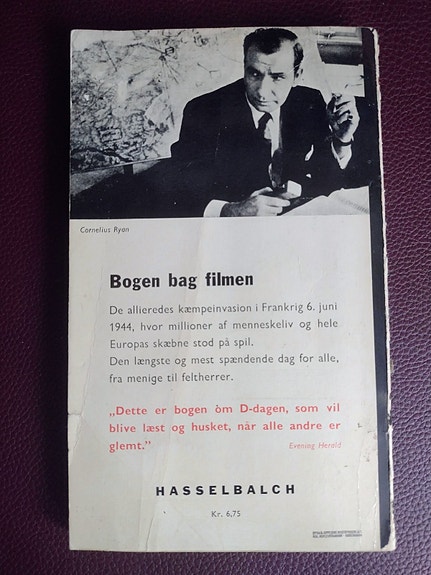 Cornelius Ryan
Bogen bag filmen
De allieredes kæmpeinvasion i Frankrig 6. juni
1944, hvor millioner af menneskeliv og hele
Europas skæbne stod på spil.
Den længste og mest spændende dag for alle,
fra menige til feltherrer.
„Dette er bogen òm D-dagen, som vil
blive læst og husket, når alle andre er
glemt.”
Evening Herald
HASSELBALCH
Kr. 6,75